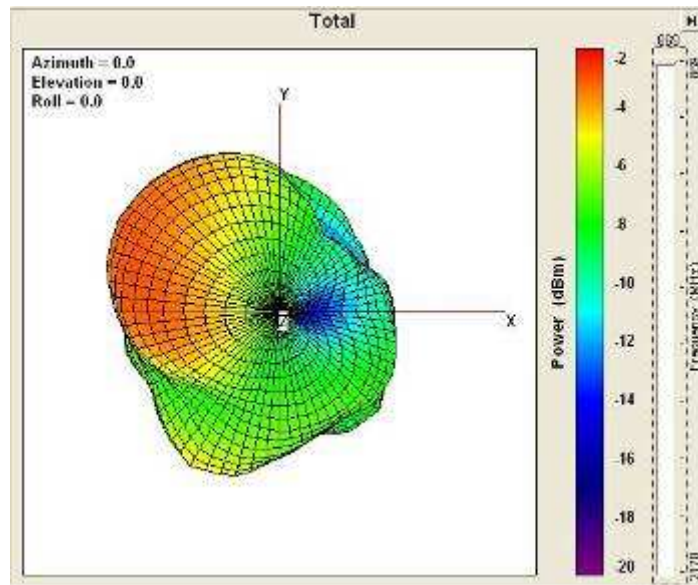 Total
Azimuth = 0.0
Elevation = 0.0
Roll = 0.0
Y
X
-2
-4
-6
-8
-10
-12
-14
-16
-18
-20
Power (dBm)
669